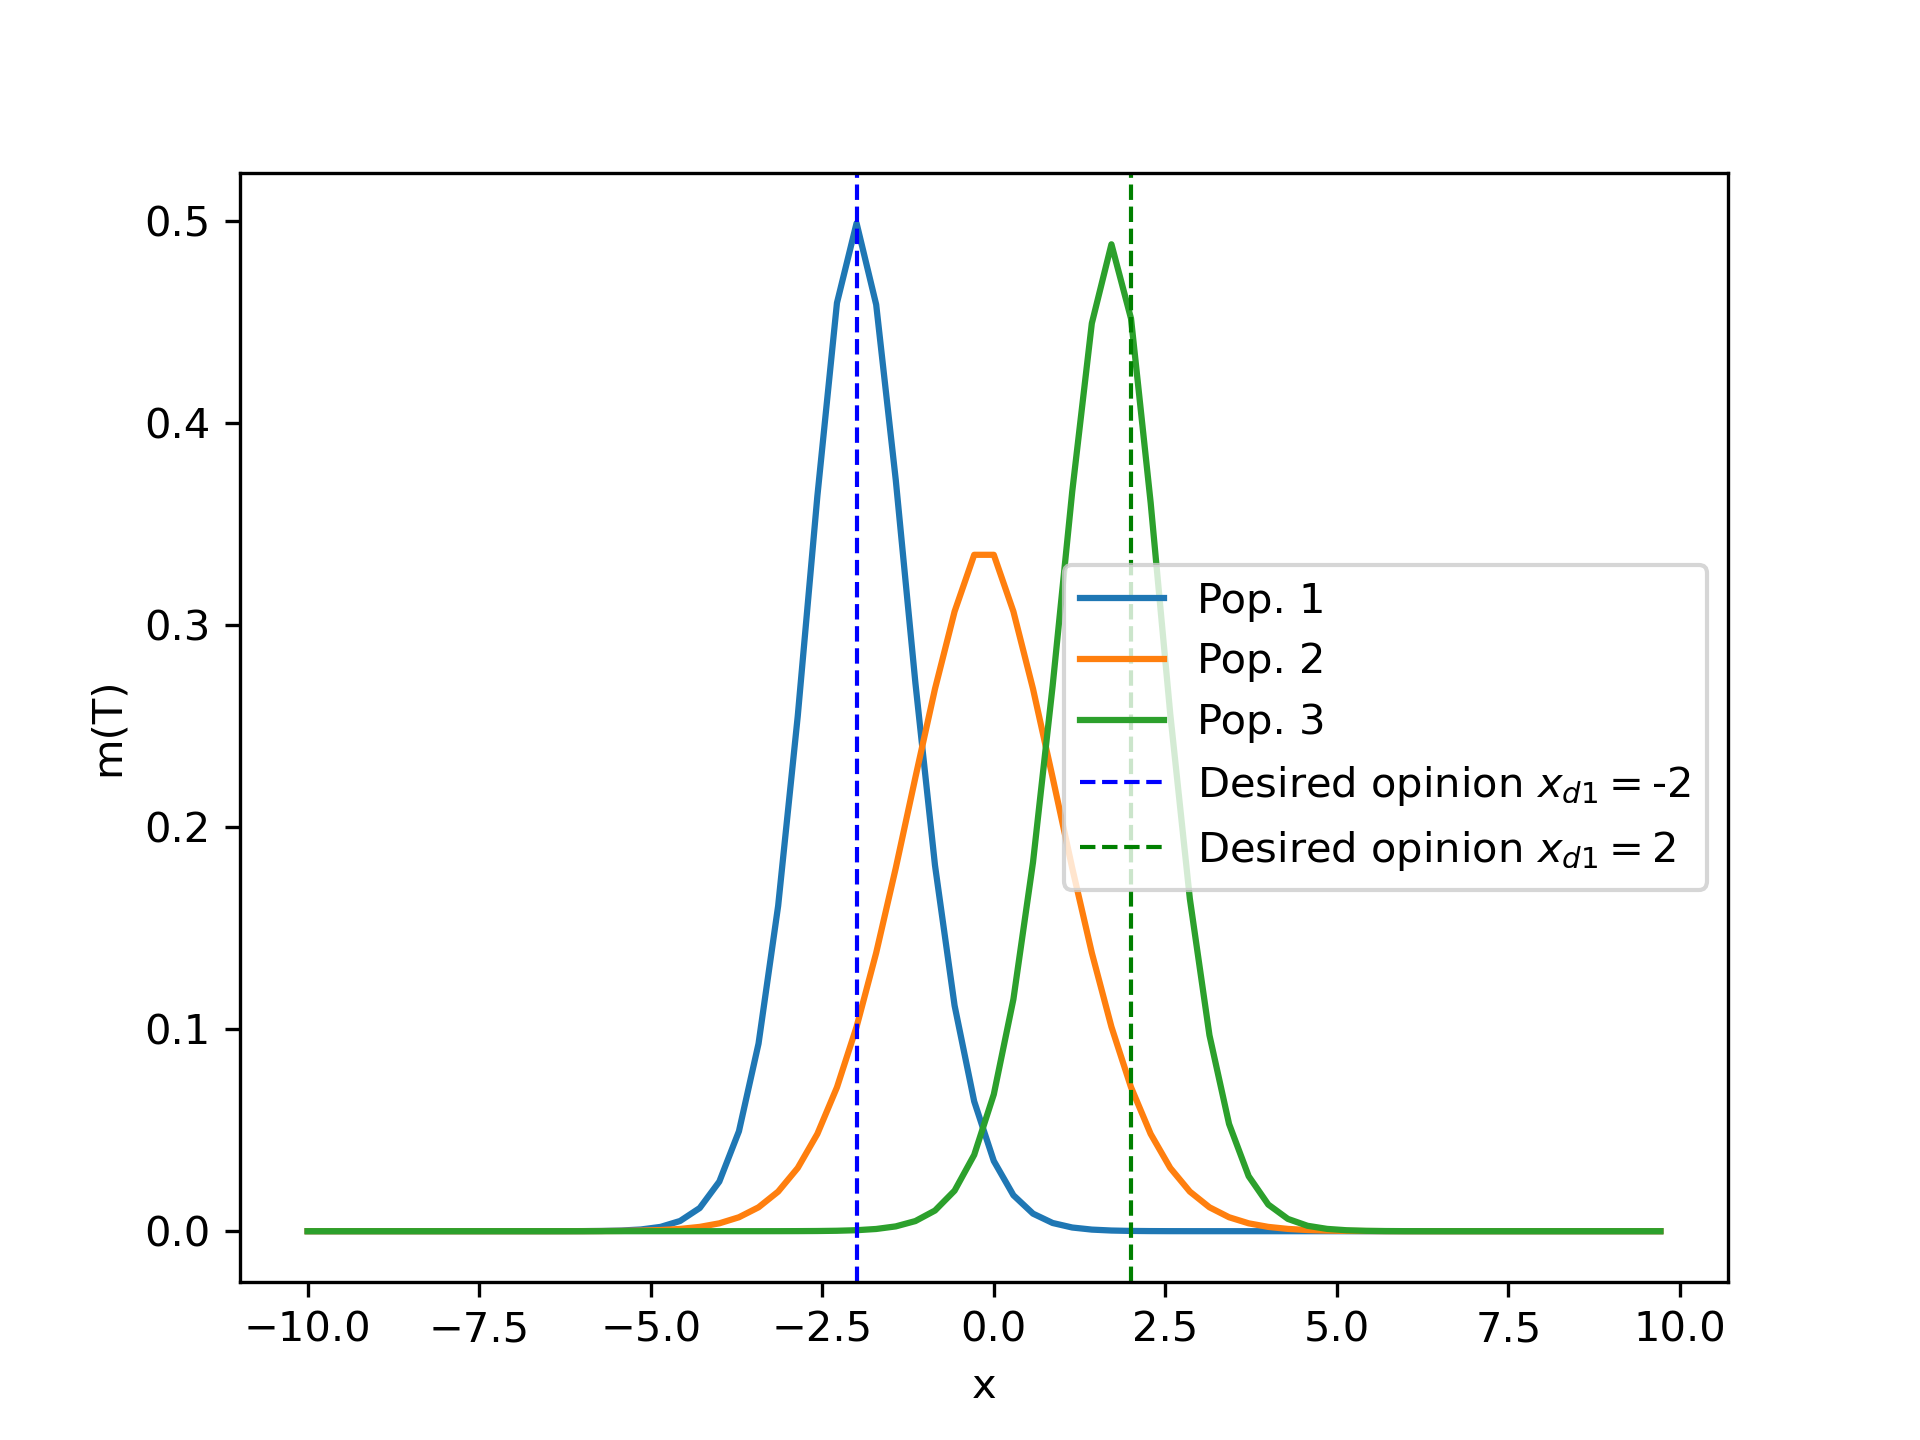 0.5
0.4
0.3
0.2
0.1
0.0
m(T)
−10.0 −7.5 −5.0 −2.5 0.0 2.5 5.0 7.5 10.0
x
Pop. 1
Pop. 2
Pop. 3
Desired opinion $x_{d1}$ = -2
Desired opinion $x_{d1}$ = 2